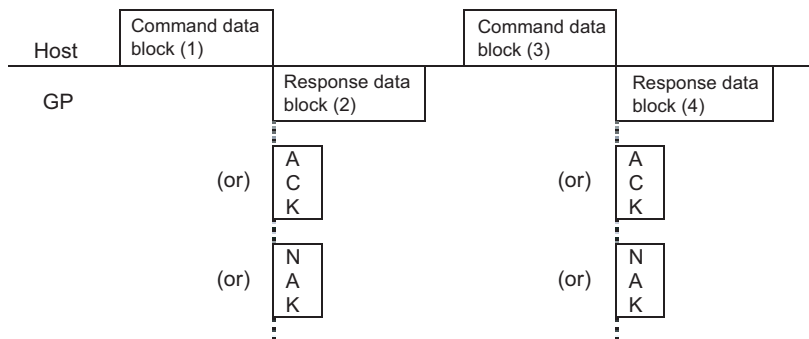 Command data
block (1)
Command data
block (3)
Host
Response data
block (2)
Response data
block (4)
GP
(or)
A
C
K
(or)
A
C
K
(or)
N
A
K
(or)
N
A
K